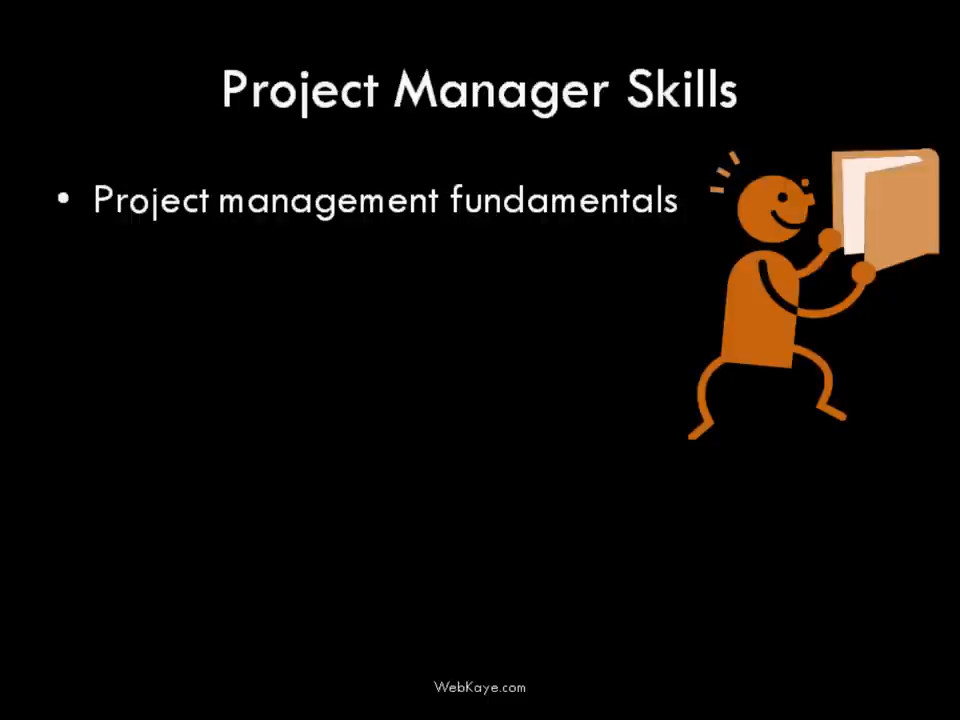 Project Manager Skills
• Project management fundamentals
WebKaye.com